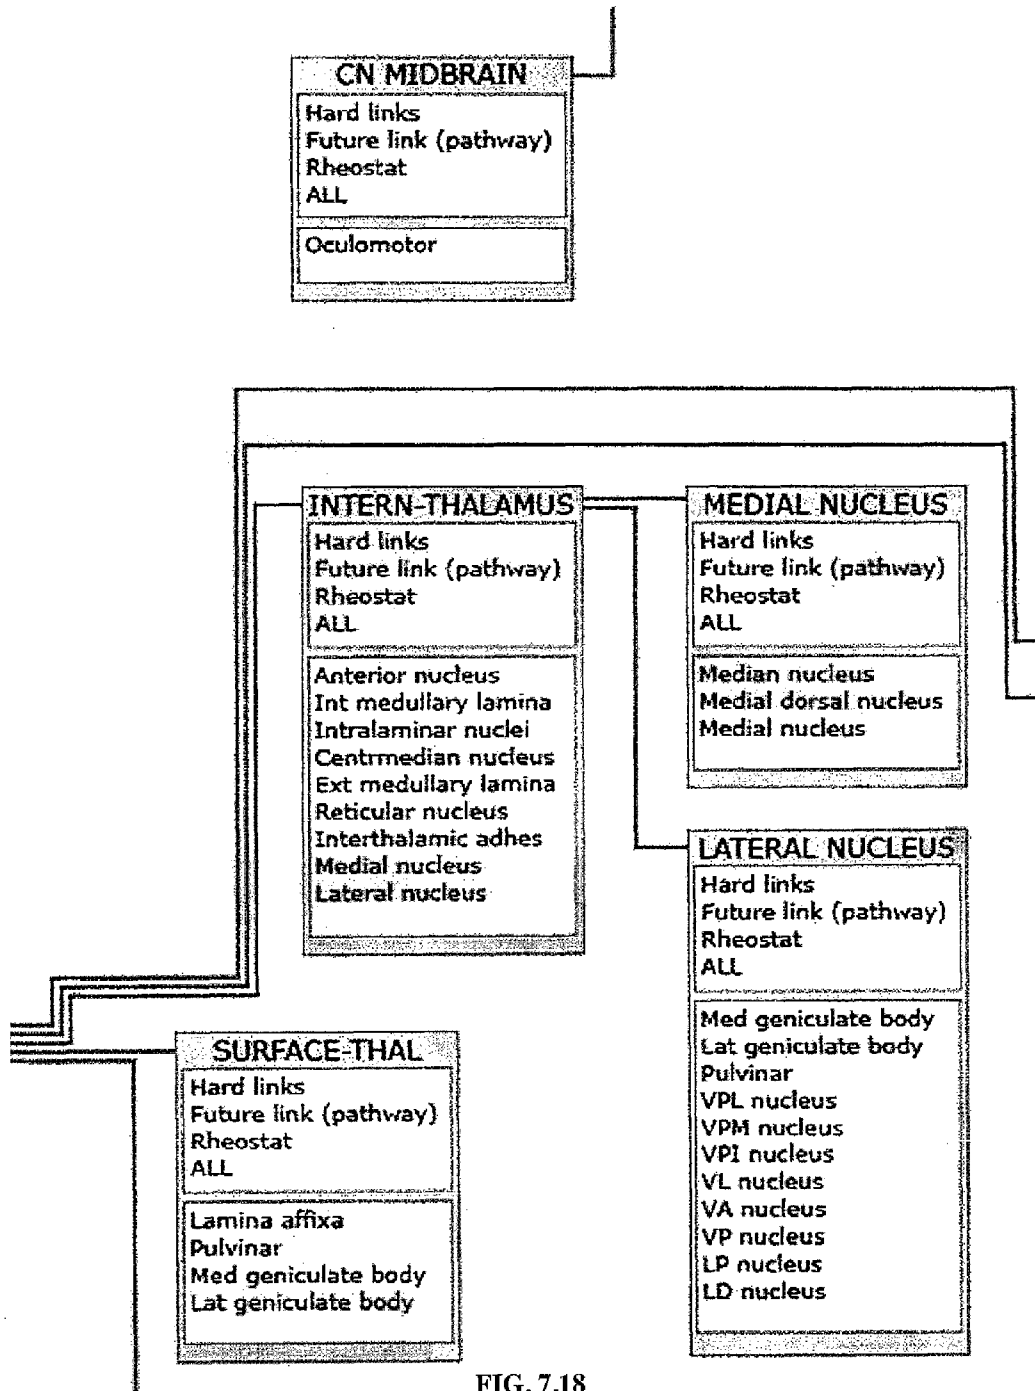 CN MIDBRAIN
Hard links
Future link (pathway)
Rheostat
ALL
Oculomotor
INTERN-THALAMUS
Hard links
Future link (pathway)
Rheostat
ALL
Anterior nucleus
Int medullary lamina
Intralaminar nuclei
Centrmedian nucleus
Ext medullary lamina
Reticular nucleus
Interthalamic adhes
Medial nucleus
Lateral nucleus
MEDIAL NUCLEUS
Hard links
Future link (pathway)
Rheostat
ALL
Median nucleus
Medial dorsal nucleus
Medial nucleus
LATERAL NUCLEUS
Hard links
Future link (pathway)
Rheostat
ALL
Med geniculate body
Lat geniculate body
Pulvinar
VPL nucleus
VPM nucleus
VPI nucleus
VL nucleus
VA nucleus
VP nucleus
LP nucleus
LD nucleus
SURFACE-THAL
Hard links
Future link (pathway)
Rheostat
ALL
Lamina affixa
Pulvinar
Med geniculate body
Lat geniculate body
FIG. 7.18